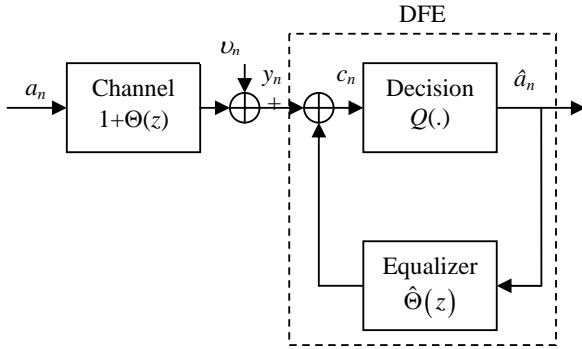 DFE
υₙ
aₙ
Channel
1+Θ(z)
yₙ
+
cₙ
Decision
Q(.)
âₙ
Equalizer
Θ̂(z)